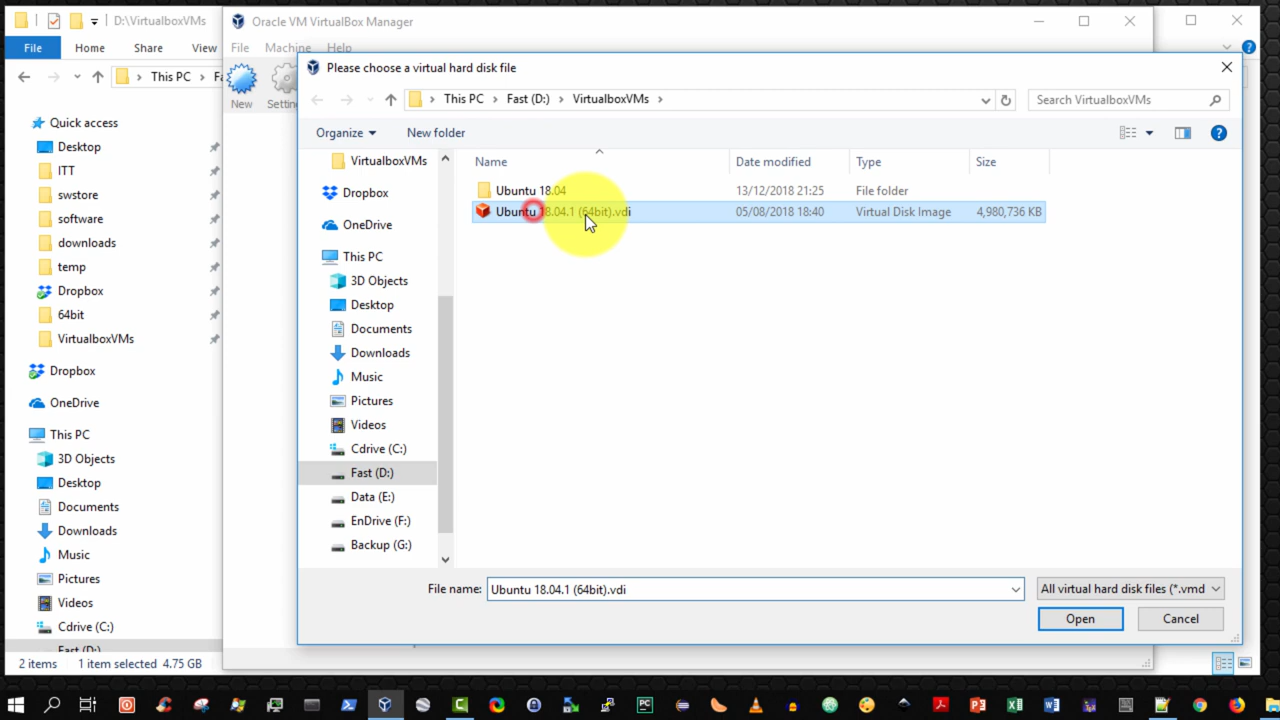 D:\VirtualboxVMs
File Home Share View
This PC
Quick access
Desktop
ITT
swstore
software
downloads
temp
Dropbox
64bit
VirtualboxVMs
Dropbox
OneDrive
This PC
3D Objects
Desktop
Documents
Downloads
Music
Pictures
Videos
Cdrive (C:)
Fast (D:)
2 items 1 item selected 4.75 GB
Oracle VM VirtualBox Manager
File Machine Help
New
Please choose a virtual hard disk file
This PC Fast (D:) VirtualboxVMs
Search VirtualboxVMs
Organize New folder
VirtualboxVMs
Dropbox
OneDrive
This PC
3D Objects
Desktop
Documents
Downloads
Music
Pictures
Videos
Cdrive (C:)
Fast (D:)
Data (E:)
EnDrive (F:)
Backup (G:)
Name Date modified Type Size
Ubuntu 18.04 13/12/2018 21:25 File folder
Ubuntu 18.04.1 (64bit).vdi 05/08/2018 18:40 Virtual Disk Image 4,980,736 KB
File name: Ubuntu 18.04.1 (64bit).vdi All virtual hard disk files (*.vmd
Open Cancel